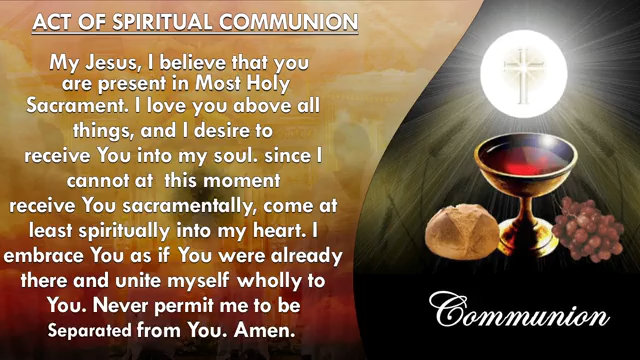 ACT OF SPIRITUAL COMMUNION
My Jesus, I believe that you
are present in Most Holy
Sacrament. I love you above all
things, and I desire to
receive You into my soul. since I
cannot at this moment
receive You sacramentally, come at
least spiritually into my heart. I
embrace You as if You were already
there and unite myself wholly to
You. Never permit me to be
Separated from You. Amen.
Communion